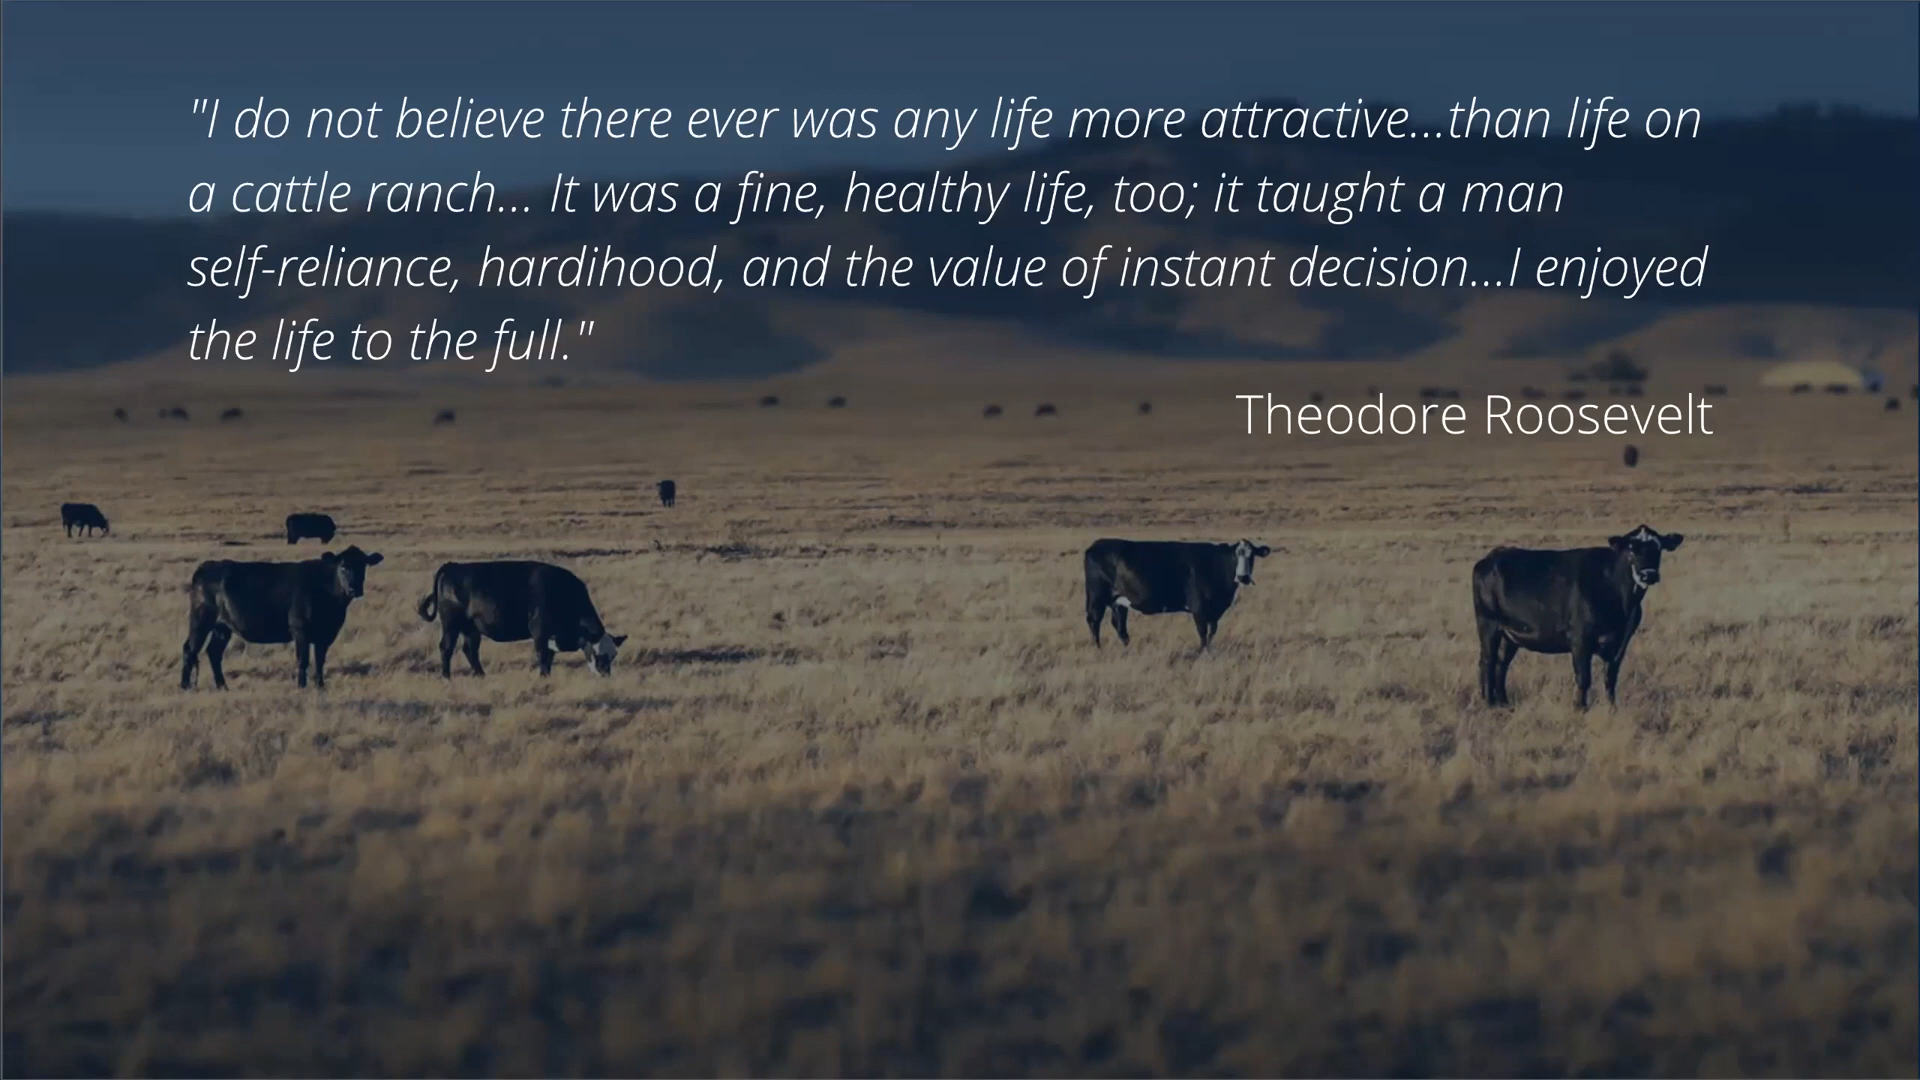 "I do not believe there ever was any life more attractive...than life on
a cattle ranch... It was a fine, healthy life, too; it taught a man
self-reliance, hardihood, and the value of instant decision...I enjoyed
the life to the full."
Theodore Roosevelt